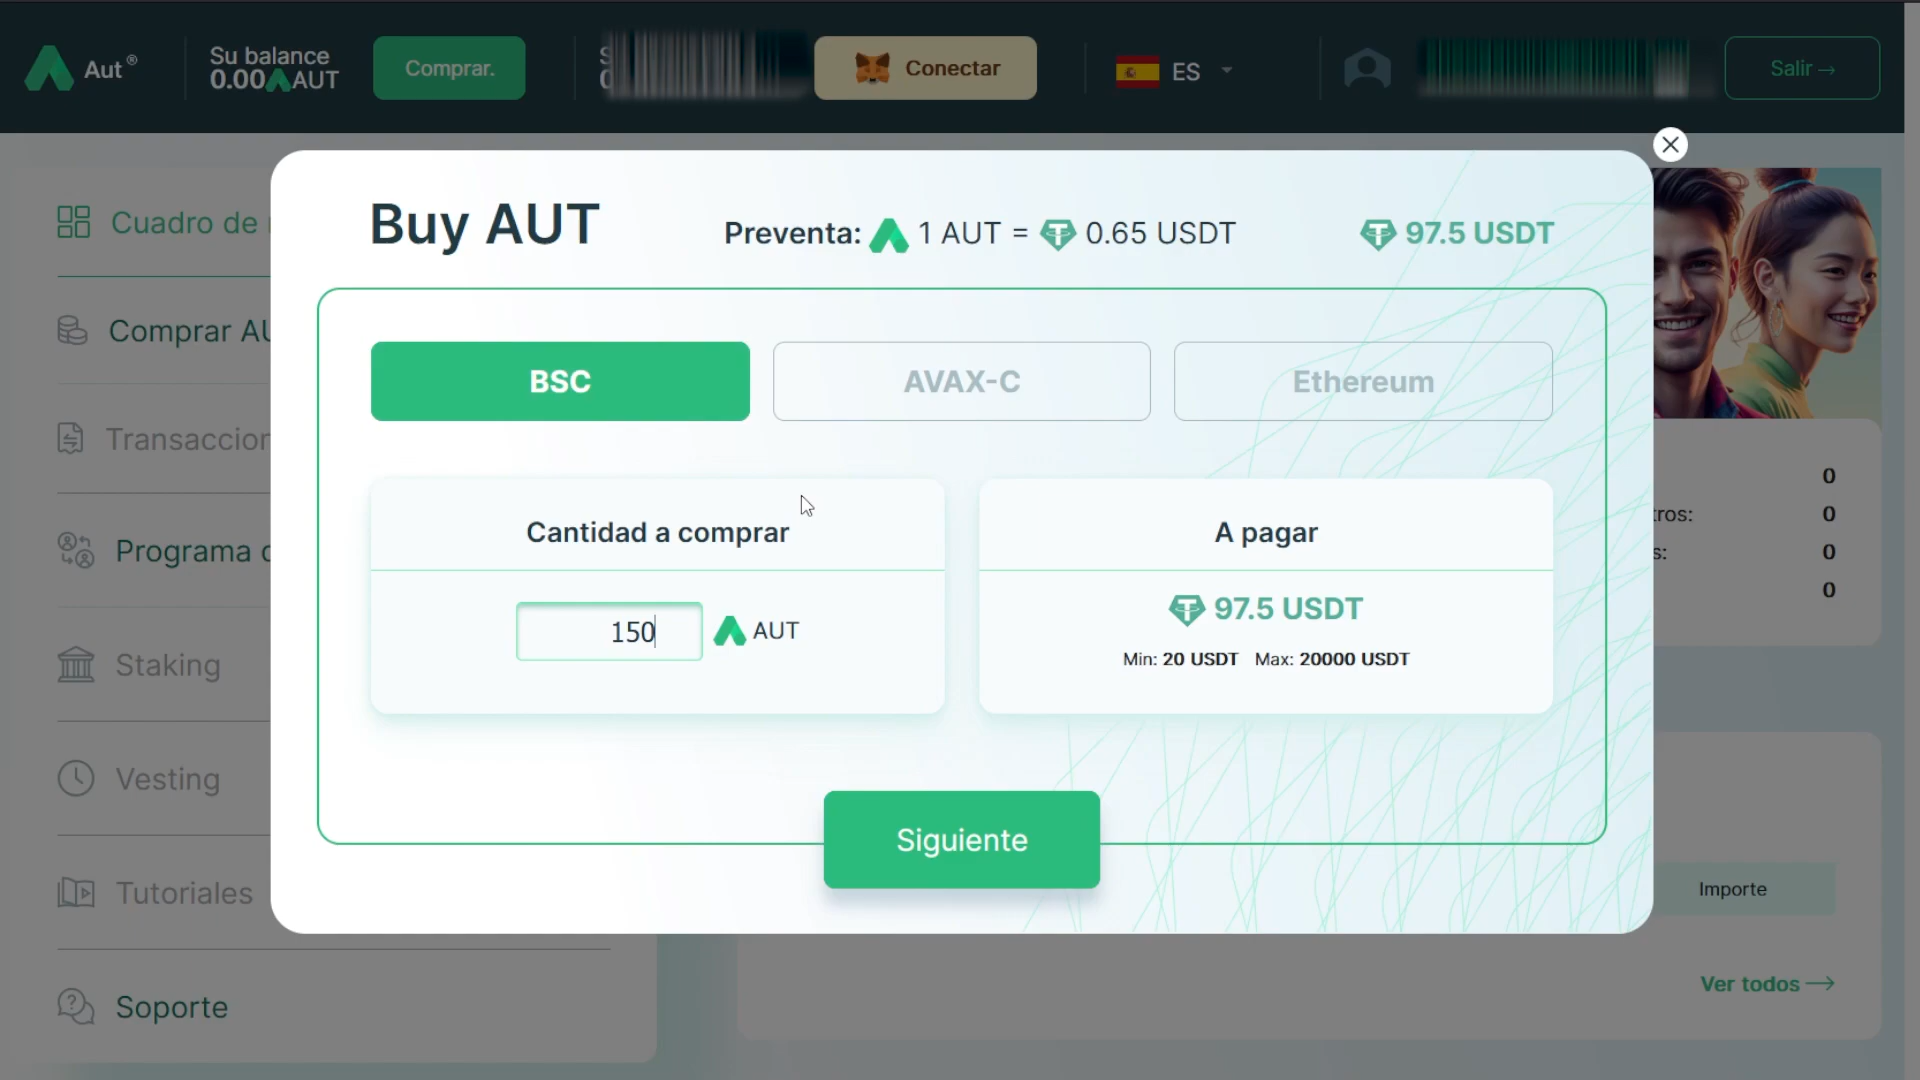 Aut ®
Su balance
0.00 AUT
Comprar.
Conectar
ES
Salir →
Cuadro de
Comprar AU
Transaccion
Programa
Staking
Vesting
Tutoriales
Soporte
Buy AUT
Preventa: 1 AUT = 0.65 USDT
97.5 USDT
BSC
AVAX-C
Ethereum
Cantidad a comprar
150 AUT
A pagar
97.5 USDT
Min: 20 USDT Max: 20000 USDT
Siguiente
0
tros: 0
s: 0
0
Importe
Ver todos